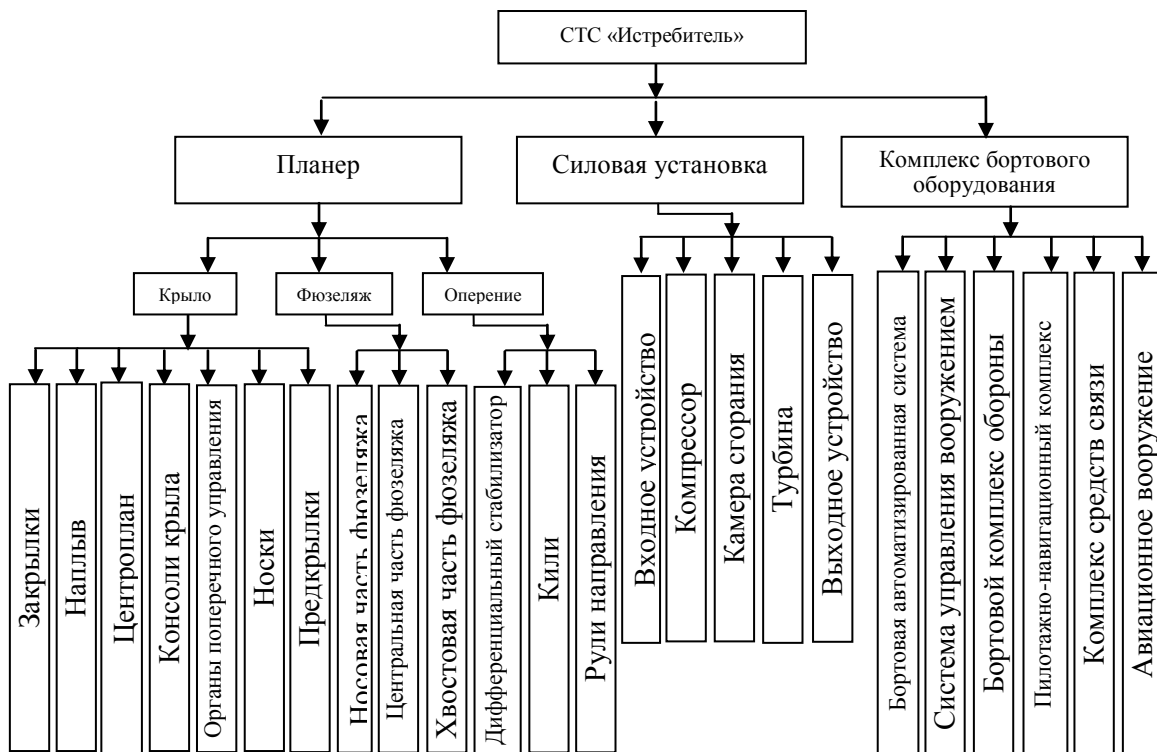 СТС «Истребитель»
Планер
Силовая установка
Комплекс бортового
оборудования
Крыло
Фюзеляж
Оперение
Закрылки
Наплыв
Центроплан
Консоли крыла
Органы поперечного управления
Носки
Предкрылки
Носовая часть фюзеляжа
Центральная часть фюзеляжа
Хвостовая часть фюзеляжа
Дифференциальный стабилизатор
Кили
Рули направления
Входное устройство
Компрессор
Камера сгорания
Турбина
Выходное устройство
Бортовая автоматизированная система
Система управления вооружением
Бортовой комплекс обороны
Пилотажно-навигационный комплекс
Комплекс средств связи
Авиационное вооружение